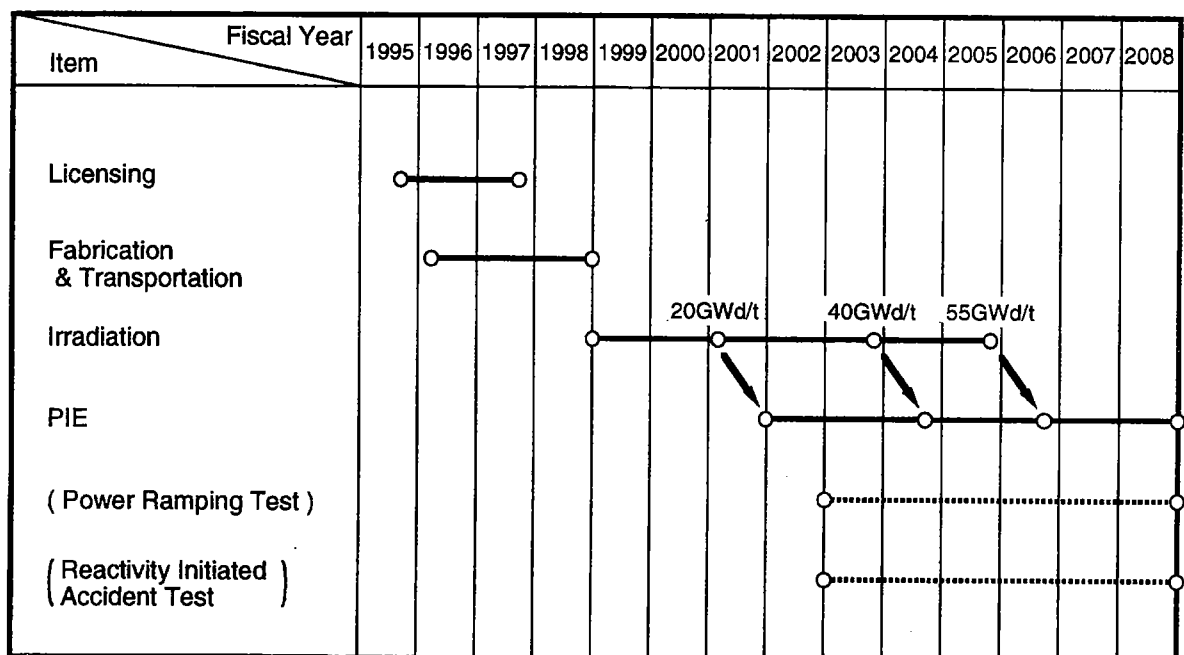 Fiscal Year
Item
1995 1996 1997 1998 1999 2000 2001 2002 2003 2004 2005 2006 2007 2008
Licensing
Fabrication
& Transportation
20GWd/t 40GWd/t 55GWd/t
Irradiation
PIE
( Power Ramping Test )
( Reactivity Initiated
Accident Test )